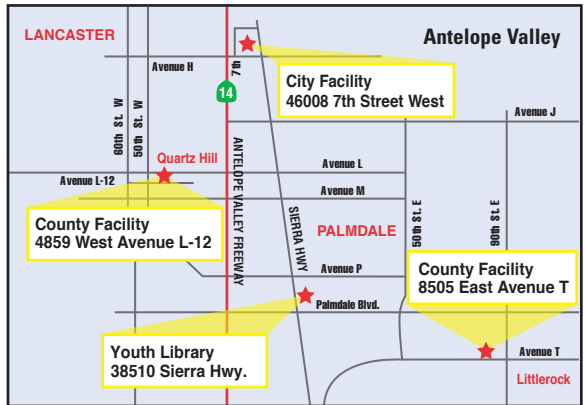 LANCASTER
Antelope Valley
Avenue H
7th
14
City Facility
46008 7th Street West
60th St. W
50th St. W
Avenue J
Quartz Hill
Avenue L
Avenue L-12
Avenue M
ANTELOPE VALLEY FREEWAY
SIERRA HWY
County Facility
4859 West Avenue L-12
PALMDALE
50th St. E
90th St. E
Avenue P
County Facility
8505 East Avenue T
Palmdale Blvd.
Youth Library
38510 Sierra Hwy.
Avenue T
Littlerock